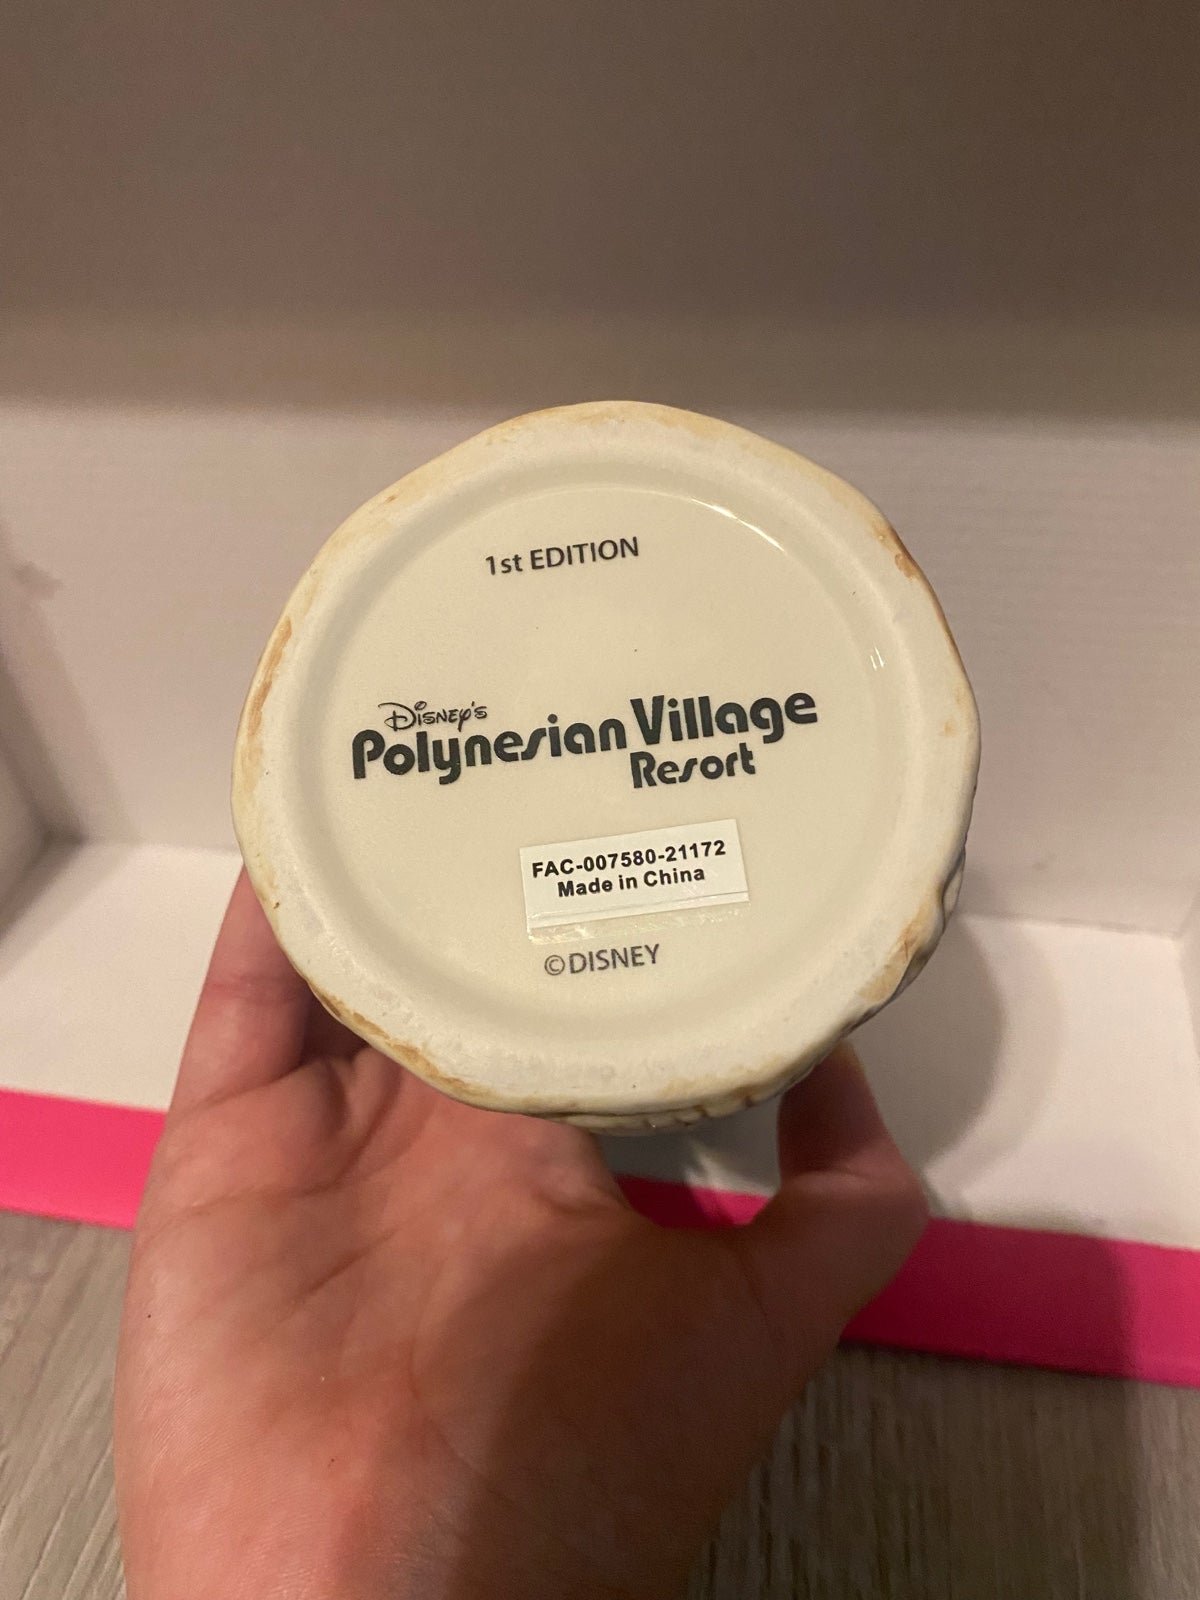 1st EDITION
Disney's
Polynesian Village
Resort
FAC-007580-21172
Made in China
©DISNEY